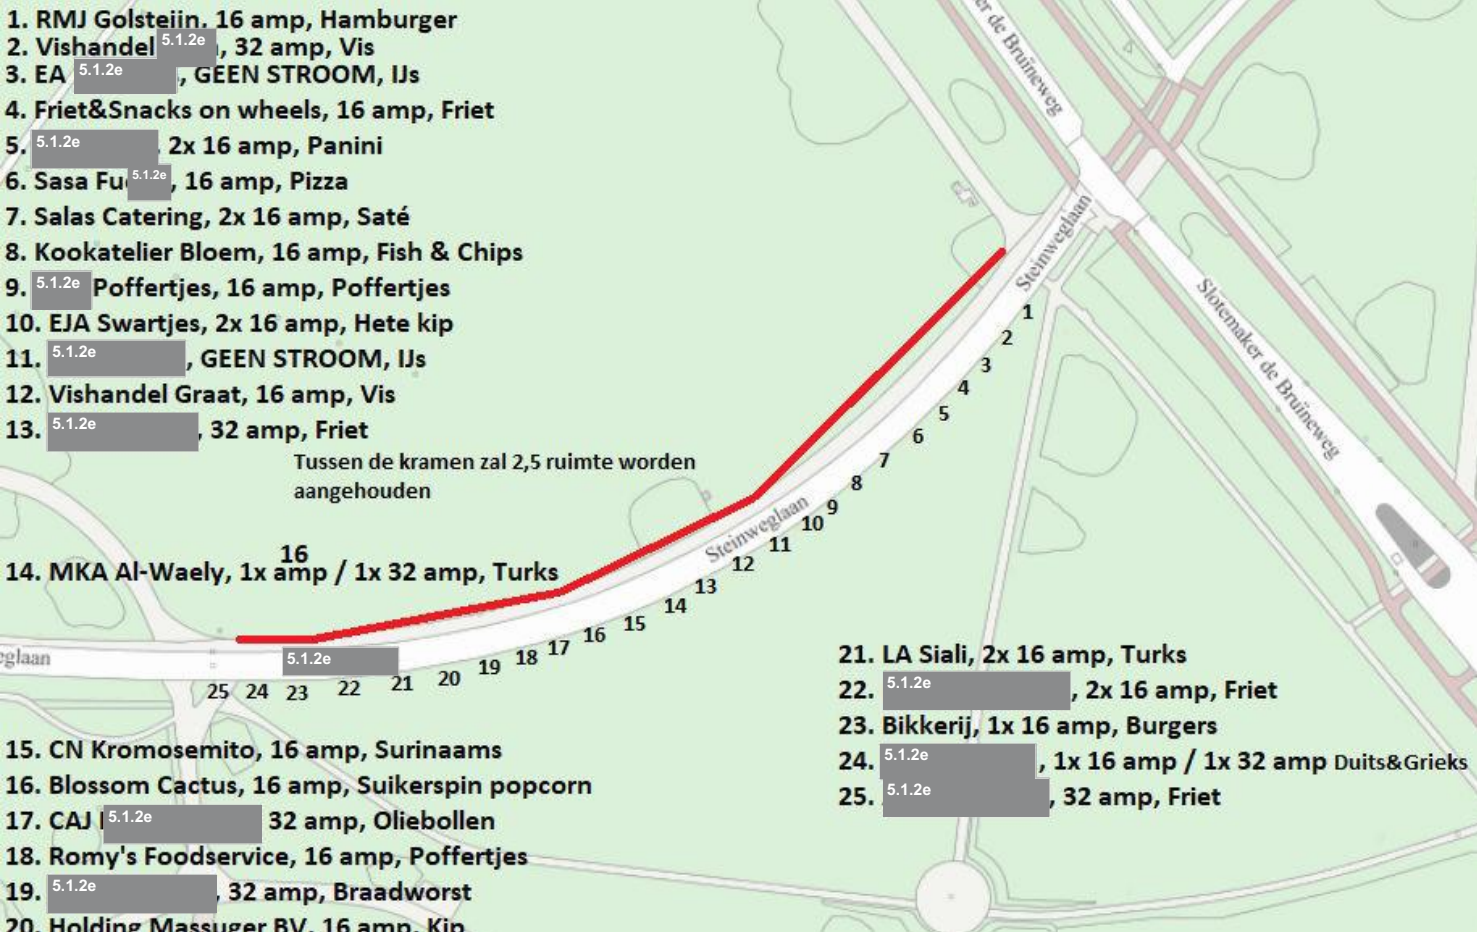 1. RMJ Golsteijn, 16 amp, Hamburger
2. Vishandel 5.1.2e, 32 amp, Vis
3. EA 5.1.2e, GEEN STROOM, IJs
4. Friet&Snacks on wheels, 16 amp, Friet
5. 5.1.2e 2x 16 amp, Panini
6. Sasa Fu 5.1.2e, 16 amp, Pizza
7. Salas Catering, 2x 16 amp, Saté
8. Kookatelier Bloem, 16 amp, Fish & Chips
9. 5.1.2e Poffertjes, 16 amp, Poffertjes
10. EJA Swartjes, 2x 16 amp, Hete kip
11. 5.1.2e, GEEN STROOM, IJs
12. Vishandel Graat, 16 amp, Vis
13. 5.1.2e, 32 amp, Friet
Tussen de kramen zal 2,5 ruimte worden
aangehouden
16
14. MKA Al-Waely, 1x amp / 1x 32 amp, Turks
er de Bruïneweg
Steinweglaan
Slotemaker de Bruïneweg
Steinweglaan
eglaan
5.1.2e
1
2
3
4
5
6
7
8
9
10
11
12
13
14
15
16
17
18
19
20
21
22
23
24
25
15. CN Kromosemito, 16 amp, Surinaams
16. Blossom Cactus, 16 amp, Suikerspin popcorn
17. CAJ 5.1.2e 32 amp, Oliebollen
18. Romy's Foodservice, 16 amp, Poffertjes
19. 5.1.2e, 32 amp, Braadworst
20. Holding Massuger BV, 16 amp, Kip
21. LA Siali, 2x 16 amp, Turks
22. 5.1.2e, 2x 16 amp, Friet
23. Bikkerij, 1x 16 amp, Burgers
24. 5.1.2e, 1x 16 amp / 1x 32 amp Duits&Grieks
25. 5.1.2e, 32 amp, Friet